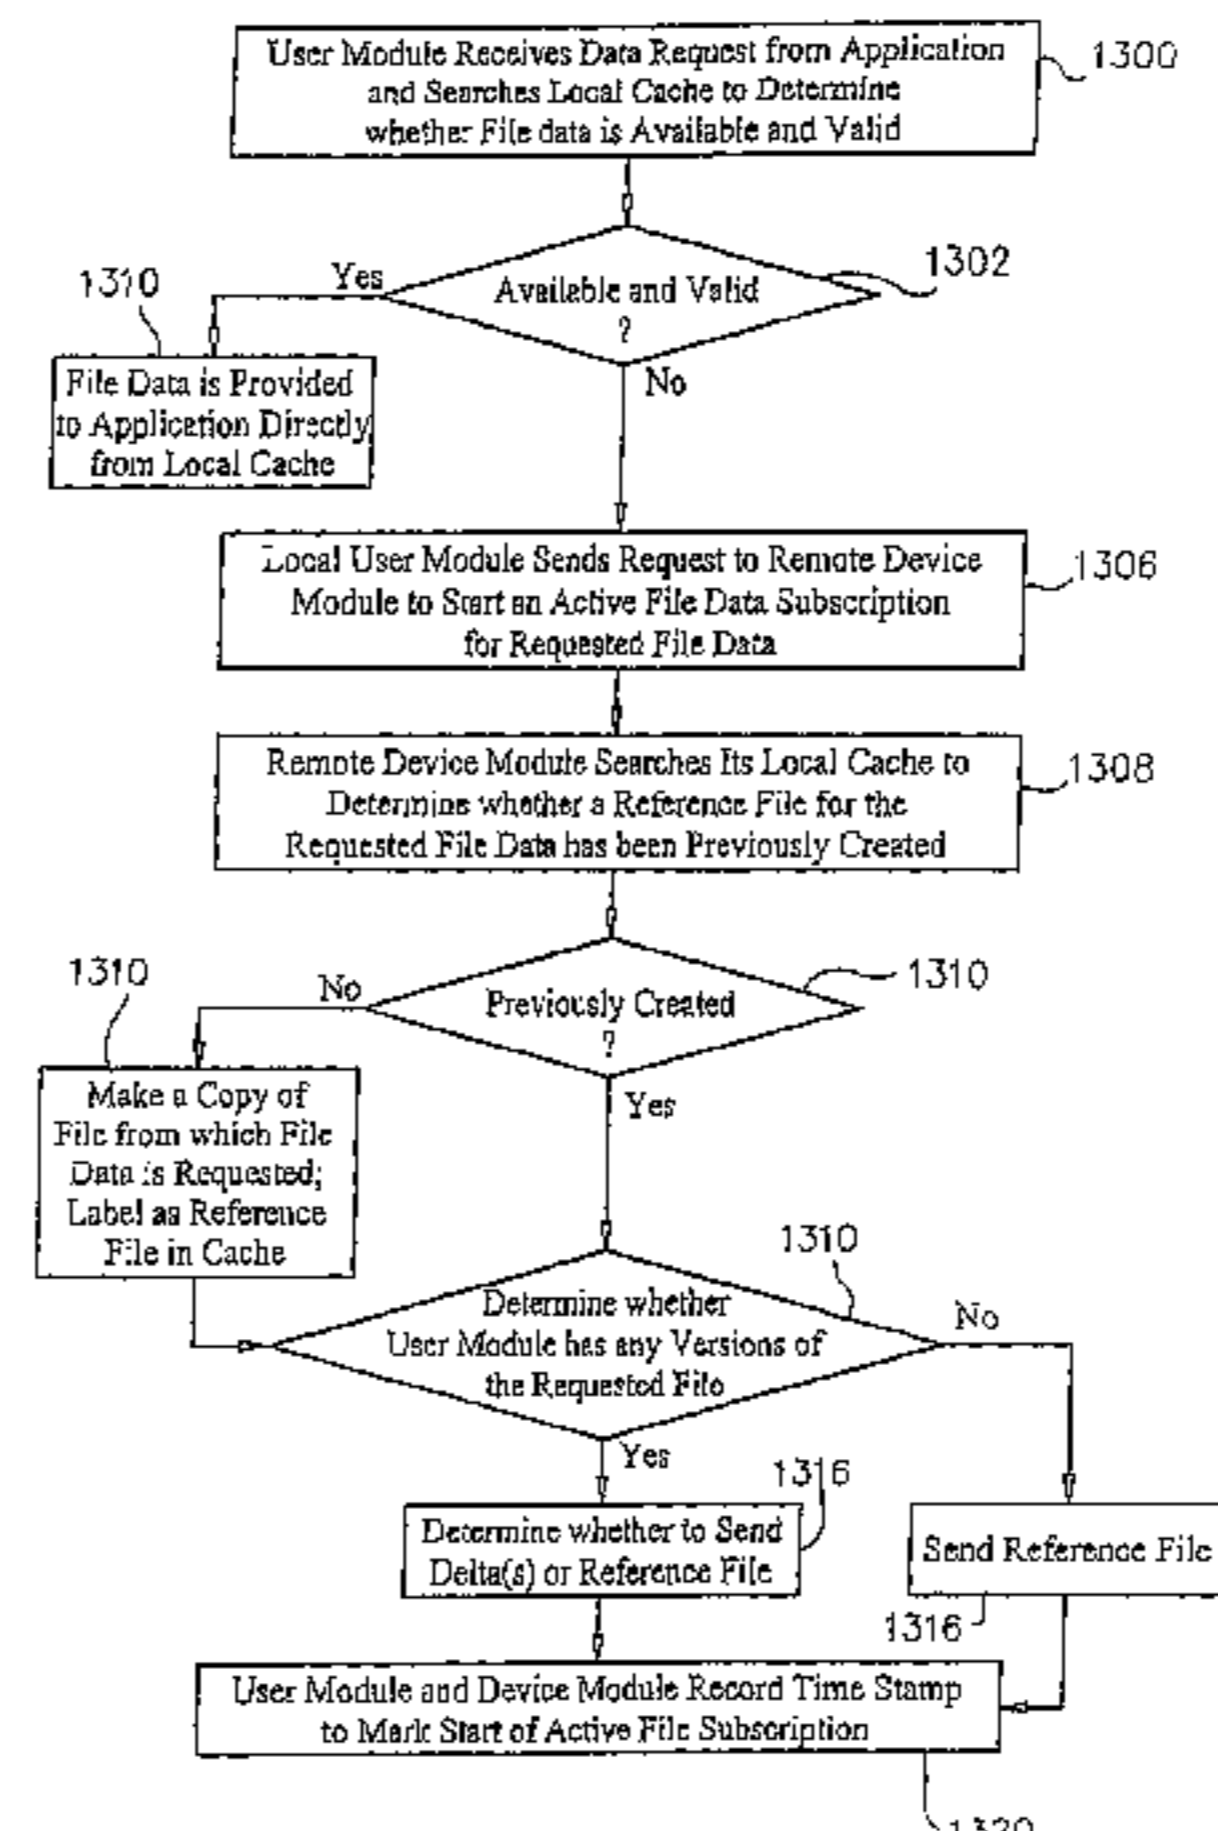 User Module Receives Data Request from Application
and Searches Local Cache to Determine
whether File data is Available and Valid
1300
1302
Available and Valid
?
Yes
1310
No
File Data is Provided
to Application Directly
from Local Cache
Local User Module Sends Request to Remote Device
Module to Start an Active File Data Subscription
for Requested File Data
1306
Remote Device Module Searches Its Local Cache to
Determine whether a Reference File for the
Requested File Data has been Previously Created
1308
1310
Previously Created
?
No
1310
Yes
Make a Copy of
File from which File
Data is Requested;
Label as Reference
File in Cache
1310
Determine whether
User Module has any Versions of
the Requested File
No
Yes
1316
Determine whether to Send
Delta(s) or Reference File
Send Reference File
1316
User Module and Device Module Record Time Stamp
to Mark Start of Active File Subscription
1320